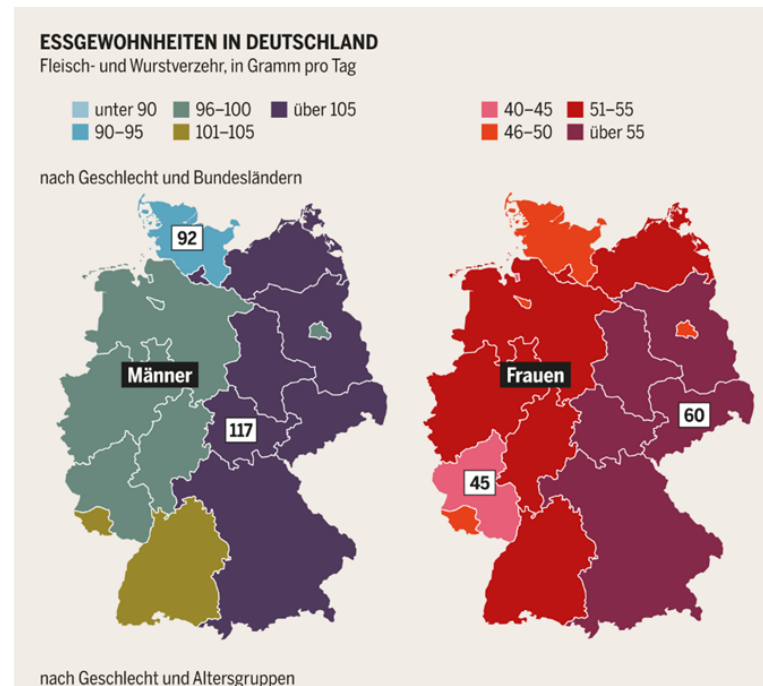 ESSGEWOHNHEITEN IN DEUTSCHLAND
Fleisch- und Wurstverzehr, in Gramm pro Tag
unter 90 96–100 über 105
90–95 101–105
40–45 51–55
46–50 über 55
nach Geschlecht und Bundesländern
92
Männer
117
Frauen
60
45
nach Geschlecht und Altersgruppen